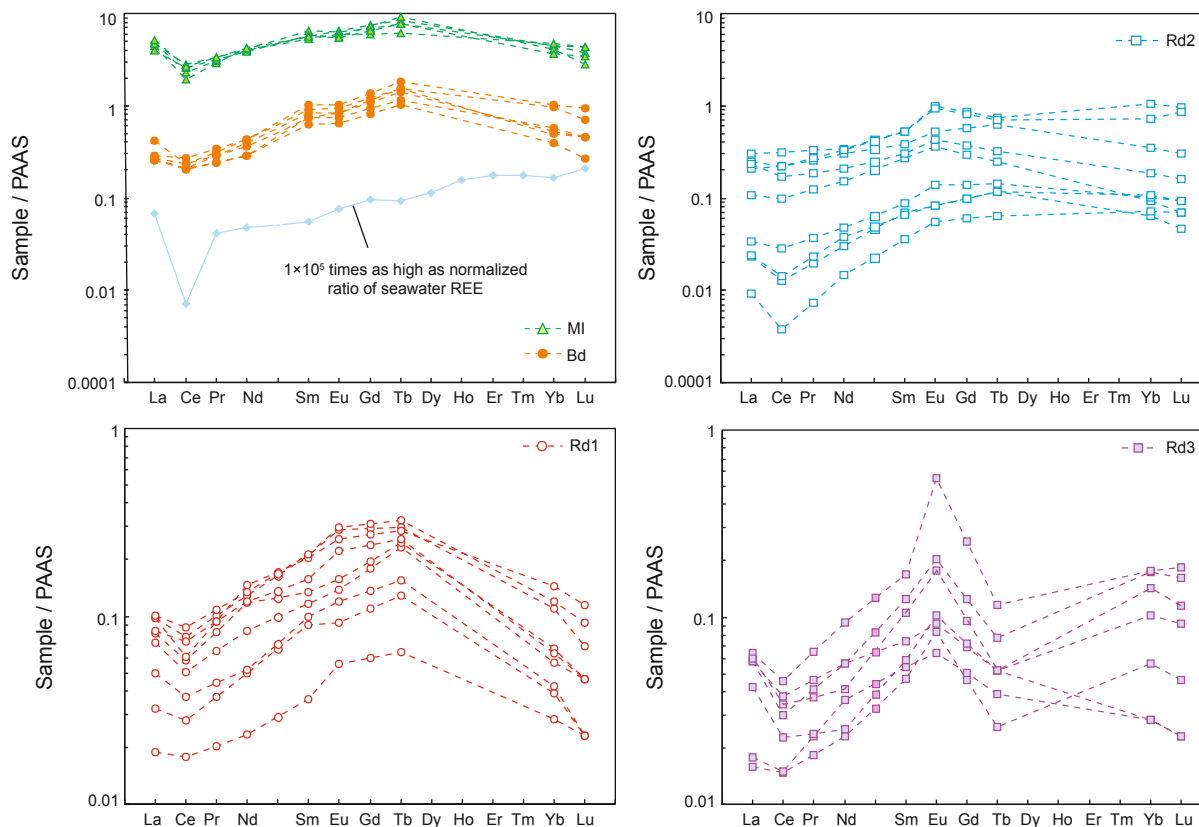 10
1
0.1
0.01
0.0001
Sample / PAAS
1×10⁵ times as high as normalized
ratio of seawater REE
MI
Bd
La Ce Pr Nd Sm Eu Gd Tb Dy Ho Er Tm Yb Lu
10
1
0.1
0.01
0.0001
Sample / PAAS
Rd2
La Ce Pr Nd Sm Eu Gd Tb Dy Ho Er Tm Yb Lu
1
0.1
0.01
Sample / PAAS
Rd1
La Ce Pr Nd Sm Eu Gd Tb Dy Ho Er Tm Yb Lu
1
0.1
0.01
Sample / PAAS
Rd3
La Ce Pr Nd Sm Eu Gd Tb Dy Ho Er Tm Yb Lu